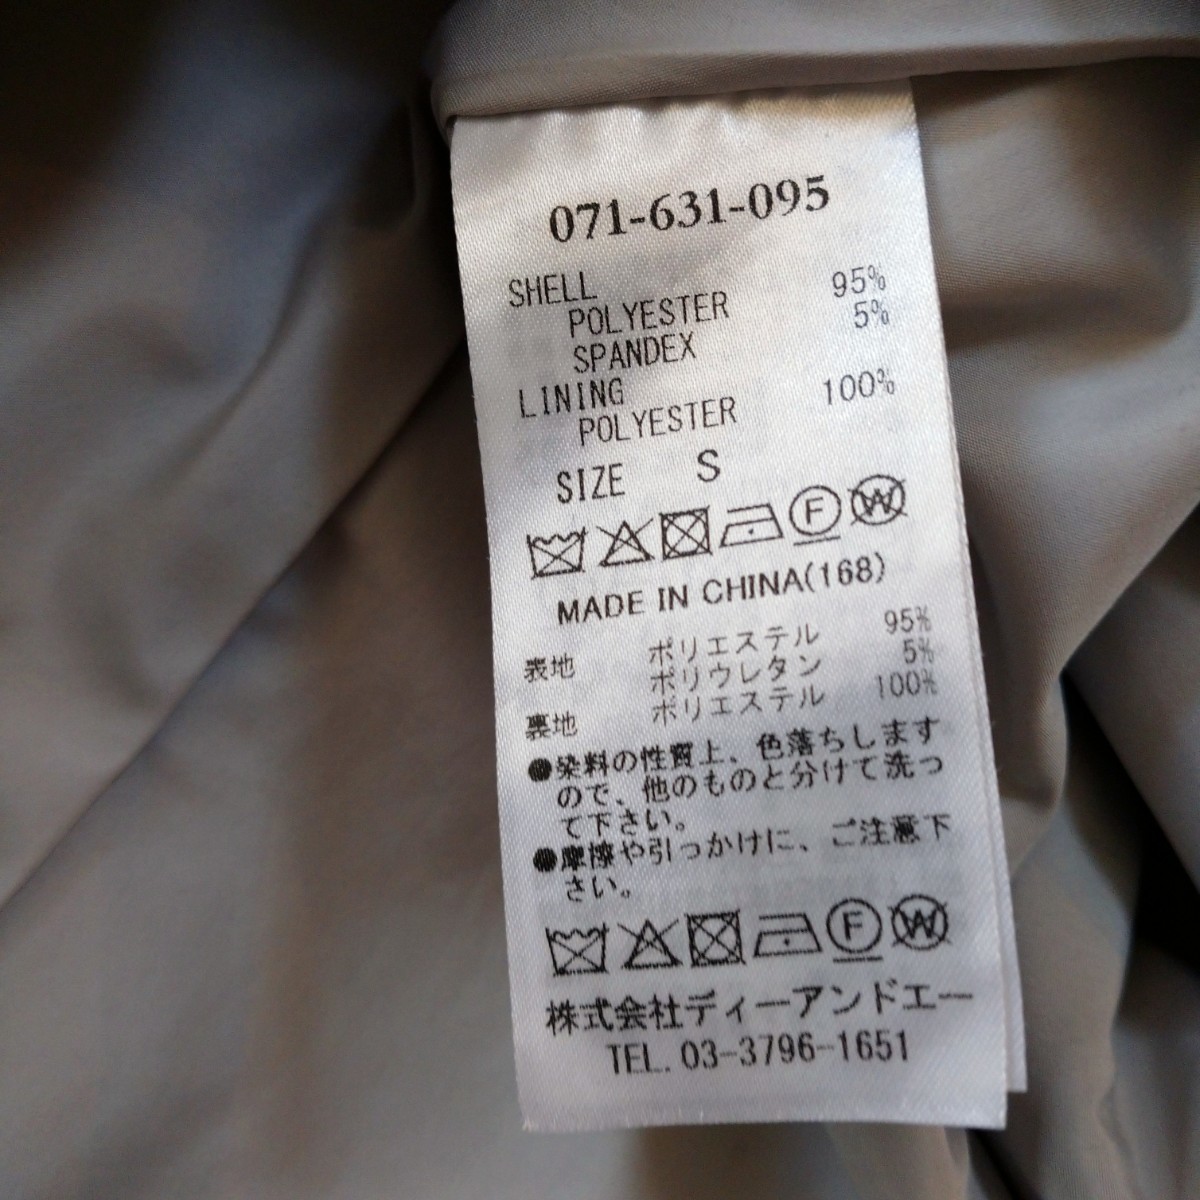 071-631-095
SHELL
POLYESTER 95%
SPANDEX 5%
LINING
POLYESTER 100%
SIZE S
F W
MADE IN CHINA(168)
表地 ポリエステル 95%
ポリウレタン 5%
裏地 ポリエステル 100%
●染料の性質上、色落ちします
ので、他のものと分けて洗っ
て下さい。
●摩擦や引っかけに、ご注意下
さい。
F W
株式会社ディーアンドエー
TEL. 03-3796-1651